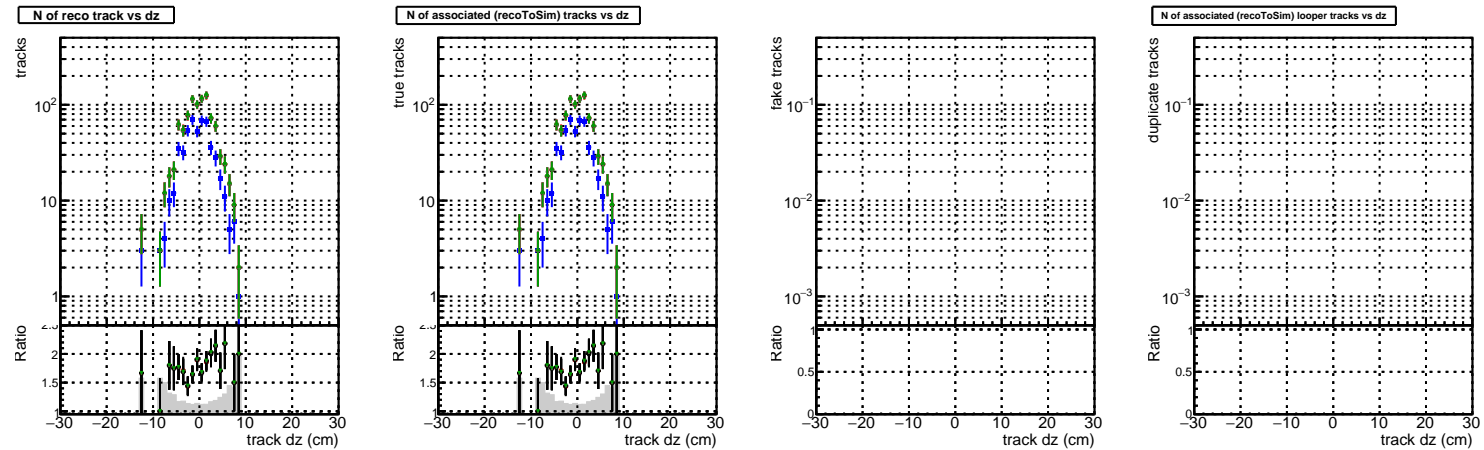 N of reco track vs dz
tracks
10²
10
1
Ratio
2.5
2
1.5
1
−30 −20 −10 0 10 20 30
track dz (cm)
N of associated (recoToSim) tracks vs dz
true tracks
10²
10
1
Ratio
2.5
2
1.5
1
−30 −20 −10 0 10 20 30
track dz (cm)
fake tracks
10⁻¹
10⁻²
10⁻³
Ratio
1
0.5
0
−30 −20 −10 0 10 20 30
track dz (cm)
N of associated (recoToSim) looper tracks vs dz
duplicate tracks
10⁻¹
10⁻²
10⁻³
Ratio
1
0.5
0
−30 −20 −10 0 10 20 30
track dz (cm)